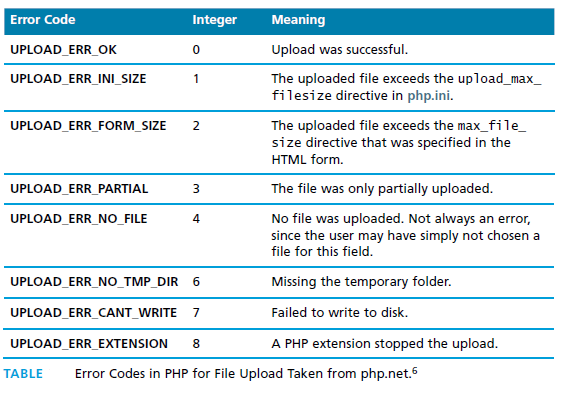 Error Code Integer Meaning
UPLOAD_ERR_OK 0 Upload was successful.
UPLOAD_ERR_INI_SIZE 1 The uploaded file exceeds the upload_max_
filesize directive in php.ini.
UPLOAD_ERR_FORM_SIZE 2 The uploaded file exceeds the max_file_
size directive that was specified in the
HTML form.
UPLOAD_ERR_PARTIAL 3 The file was only partially uploaded.
UPLOAD_ERR_NO_FILE 4 No file was uploaded. Not always an error,
since the user may have simply not chosen a
file for this field.
UPLOAD_ERR_NO_TMP_DIR 6 Missing the temporary folder.
UPLOAD_ERR_CANT_WRITE 7 Failed to write to disk.
UPLOAD_ERR_EXTENSION 8 A PHP extension stopped the upload.
TABLE Error Codes in PHP for File Upload Taken from php.net.6